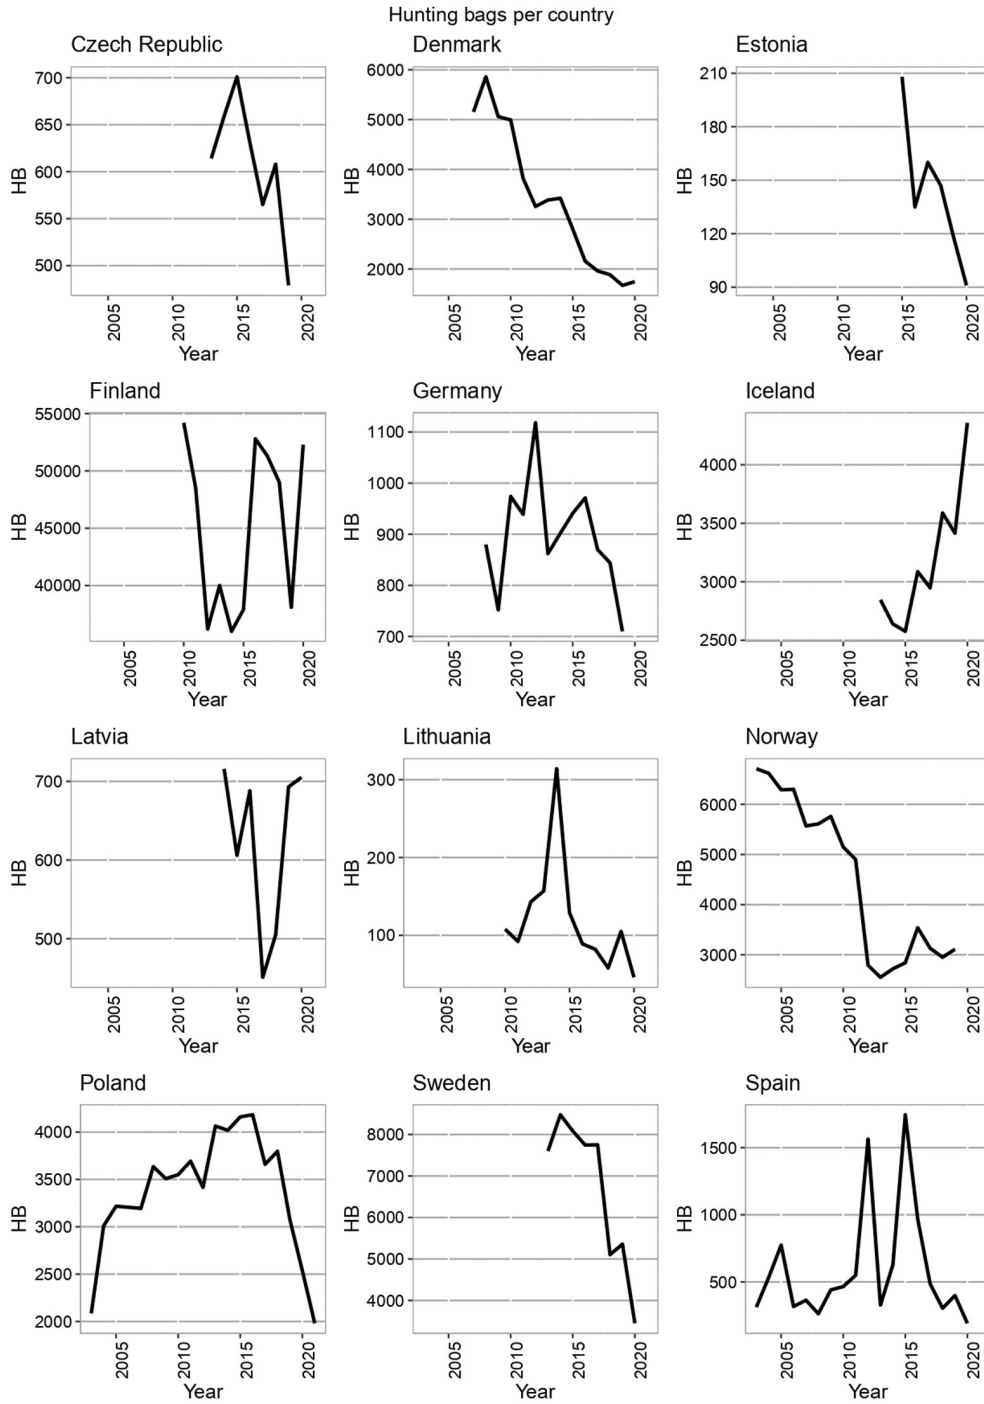 Hunting bags per country
Czech Republic
Denmark
Estonia
HB
700
650
600
550
500
2005
2010
2015
2020
Year
HB
6000
5000
4000
3000
2000
2005
2010
2015
2020
Year
HB
210
180
150
120
90
2005
2010
2015
2020
Year
Finland
Germany
Iceland
HB
55000
50000
45000
40000
2005
2010
2015
2020
Year
HB
1100
1000
900
800
700
2005
2010
2015
2020
Year
HB
4000
3500
3000
2500
2005
2010
2015
2020
Year
Latvia
Lithuania
Norway
HB
700
600
500
2005
2010
2015
2020
Year
HB
300
200
100
2005
2010
2015
2020
Year
HB
6000
5000
4000
3000
2005
2010
2015
2020
Year
Poland
Sweden
Spain
HB
4000
3500
3000
2500
2000
2005
2010
2015
2020
Year
HB
8000
7000
6000
5000
4000
2005
2010
2015
2020
Year
HB
1500
1000
500
2005
2010
2015
2020
Year